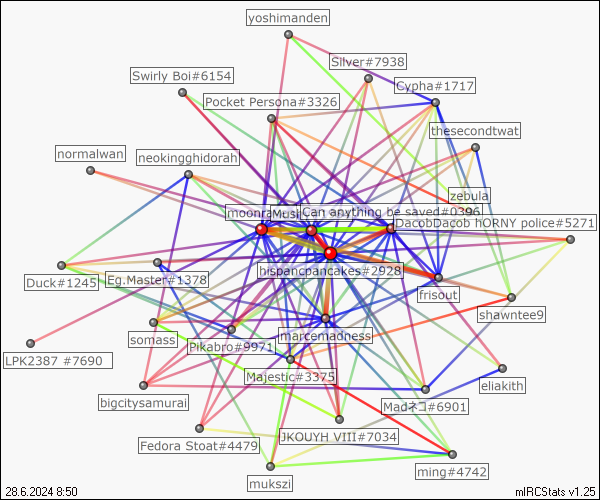 yoshimanden
Silver#7938
Swirly Boi#6154
Cypha#1717
Pocket Persona#3326
thesecondtwat
normalwan
neokingghidorah
zebula
moonra
Musi
Can anything be saved#0396
DacobDacob hORNY police#5271
hispancpancakes#2928
Duck#1245
Eg.Master#1378
frisout
shawntee9
somass
Pikabro#9971
marcemadness
LPK2387 #7690
Majestic#3375
eliakith
bigcitysamurai
Madネコ#6901
Fedora Stoat#4479
JKOUYH VIII#7034
ming#4742
mukszi
28.6.2024 8:50
mIRCStats v1.25